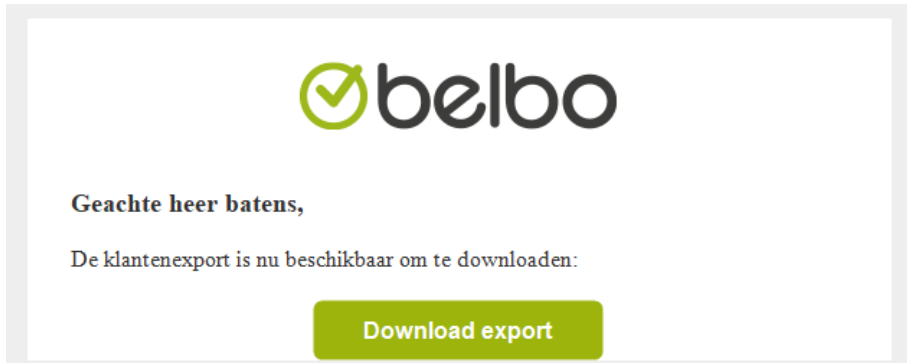 belbo
Geachte heer batens,
De klantenexport is nu beschikbaar om te downloaden:
Download export